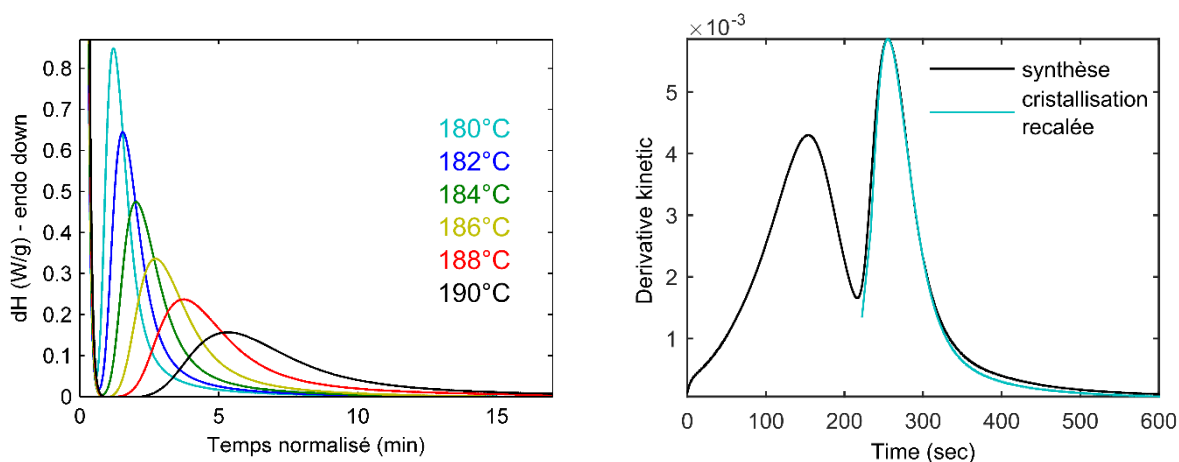 dH (W/g) - endo down
0.8
0.7
0.6
0.5
0.4
0.3
0.2
0.1
0
180°C
182°C
184°C
186°C
188°C
190°C
0 5 10 15
Temps normalisé (min)
×10⁻³
Derivative kinetic
5
4
3
2
1
synthèse
cristallisation
recalée
0 100 200 300 400 500 600
Time (sec)